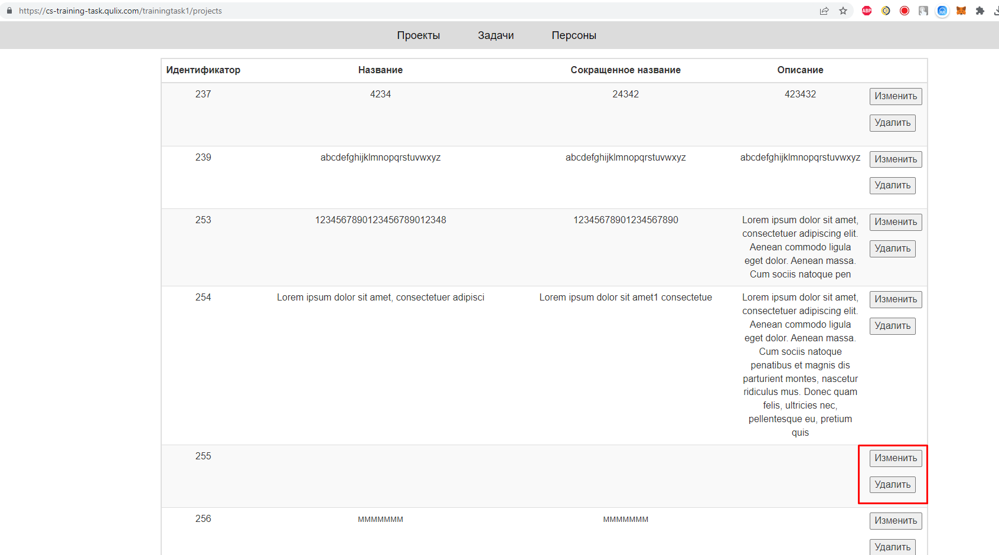 https://cs-training-task.qulix.com/trainingtask1/projects
ABP
Проекты Задачи Персоны
Идентификатор Название Сокращенное название Описание
237 4234 24342 423432 Изменить
Удалить
239 abcdefghijklmnopqrstuvwxyz abcdefghijklmnopqrstuvwxyz abcdefghijklmnopqrstuvwxyz Изменить
Удалить
253 1234567890123456789012348 12345678901234567890 Lorem ipsum dolor sit amet, Изменить
consectetuer adipiscing elit.
Aenean commodo ligula Удалить
eget dolor. Aenean massa.
Cum sociis natoque pen
254 Lorem ipsum dolor sit amet, consectetuer adipisci Lorem ipsum dolor sit amet1 consectetue Lorem ipsum dolor sit amet, Изменить
consectetuer adipiscing elit.
Aenean commodo ligula Удалить
eget dolor. Aenean massa.
Cum sociis natoque
penatibus et magnis dis
parturient montes, nascetur
ridiculus mus. Donec quam
felis, ultricies nec,
pellentesque eu, pretium
quis
255 Изменить
Удалить
256 ммммммм ммммммм Изменить
Удалить